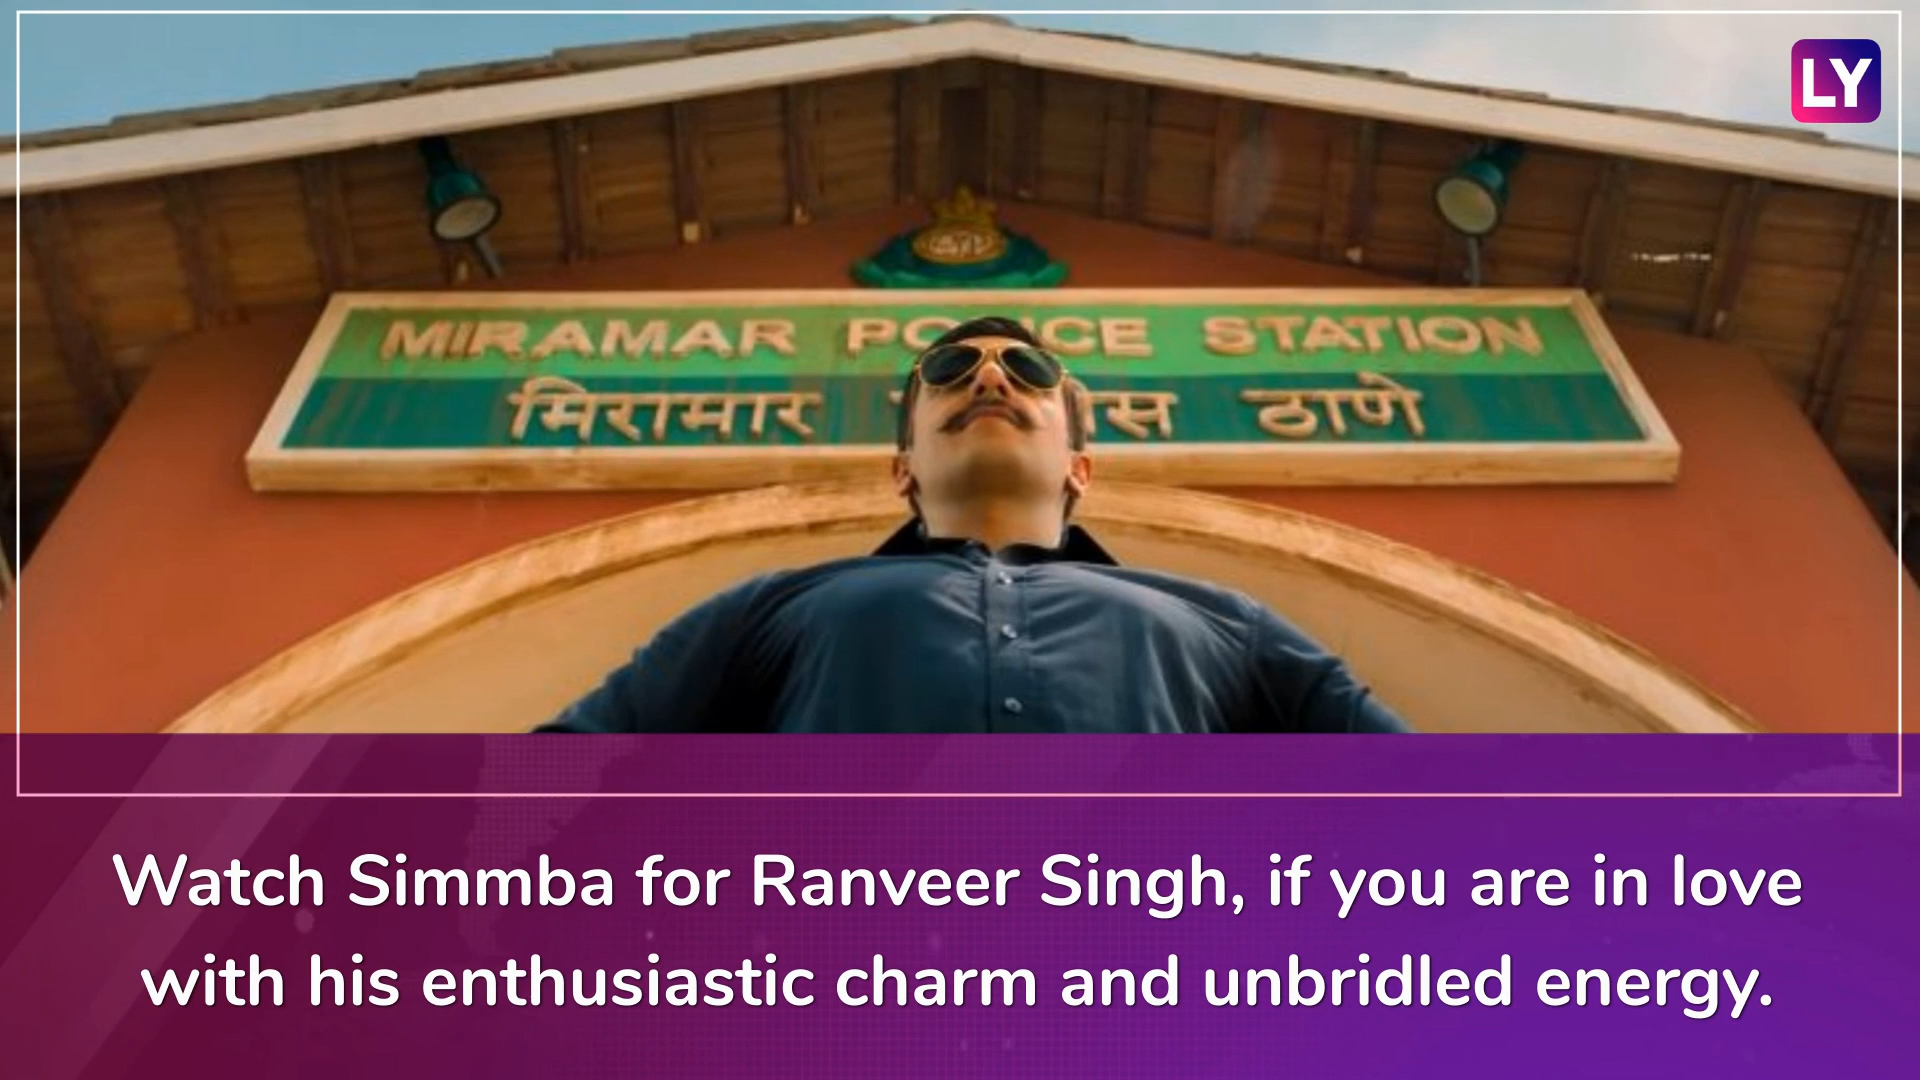 LY
MIRAMAR STATION
मिरामार ठाणे
Watch Simmba for Ranveer Singh, if you are in love
with his enthusiastic charm and unbridled energy.